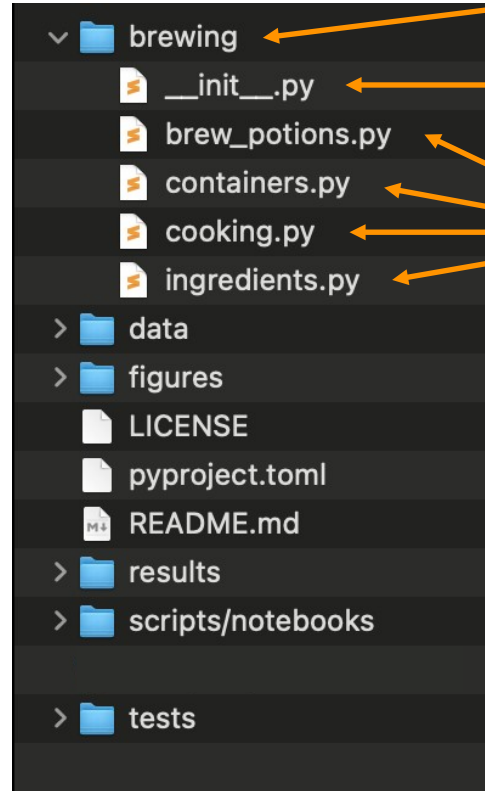 brewing
__init__.py
brew_potions.py
containers.py
cooking.py
ingredients.py
data
figures
LICENSE
pyproject.toml
M↓
README.md
results
scripts/notebooks
tests